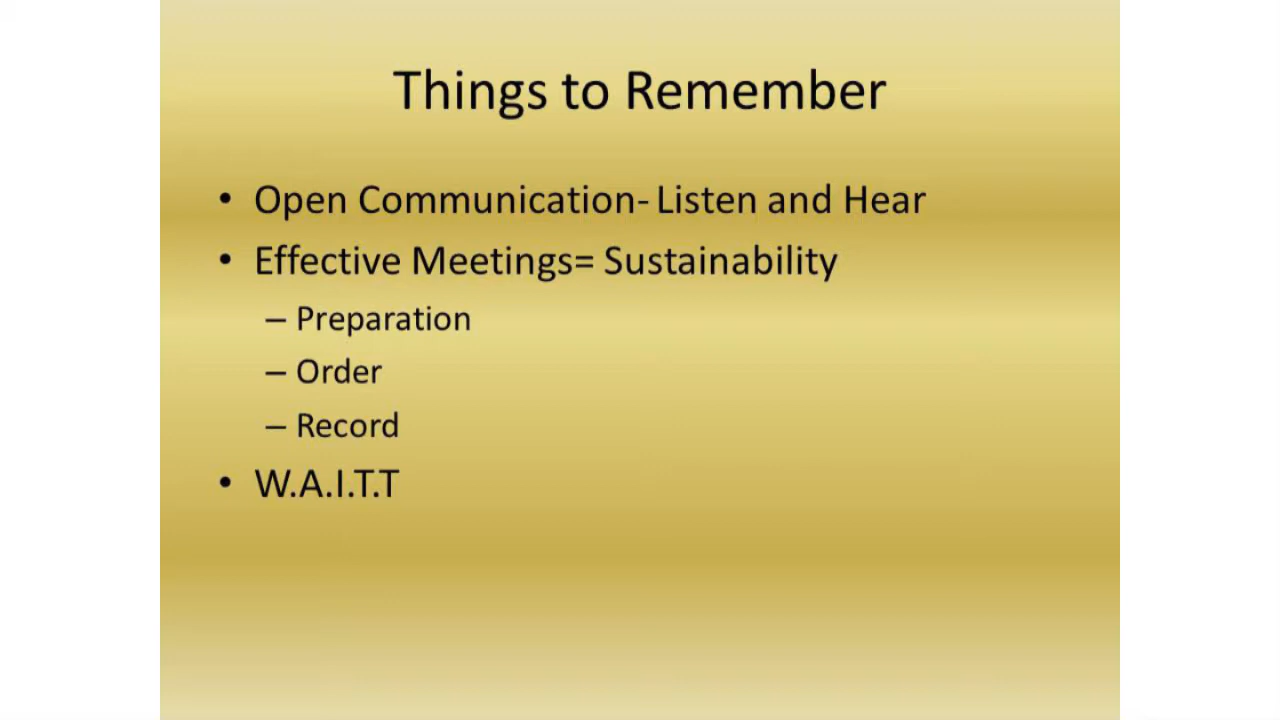 Things to Remember
• Open Communication- Listen and Hear
• Effective Meetings= Sustainability
– Preparation
– Order
– Record
• W.A.I.T.T